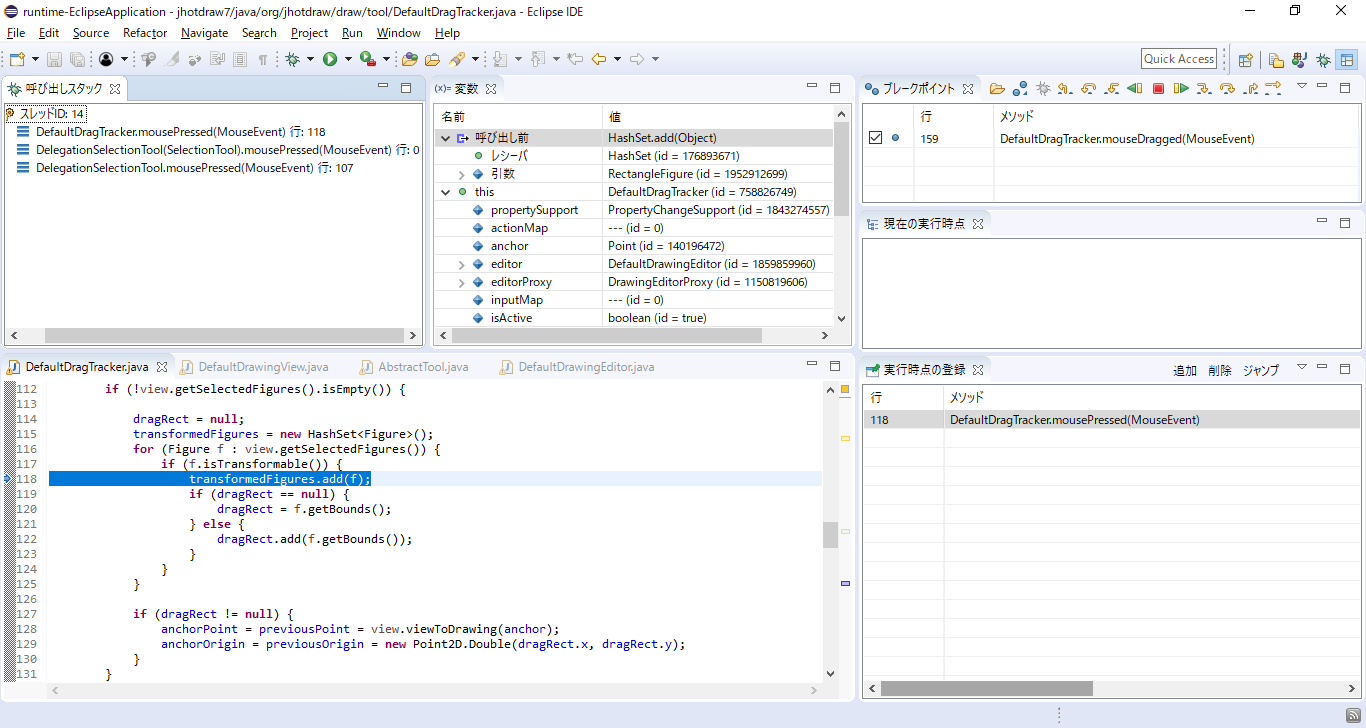 runtime-EclipseApplication - jhotdraw7/java/org/jhotdraw/draw/tool/DefaultDragTracker.java - Eclipse IDE
File Edit Source Refactor Navigate Search Project Run Window Help
Quick Access
呼び出しスタック
スレッドID: 14
DefaultDragTracker.mousePressed(MouseEvent) 行: 118
DelegationSelectionTool(SelectionTool).mousePressed(MouseEvent) 行: 0
DelegationSelectionTool.mousePressed(MouseEvent) 行: 107
(x)= 変数
名前 値
呼び出し前 HashSet.add(Object)
レシーバ HashSet (id = 176893671)
引数 RectangleFigure (id = 1952912699)
this DefaultDragTracker (id = 758826749)
propertySupport PropertyChangeSupport (id = 1843274557)
actionMap --- (id = 0)
anchor Point (id = 140196472)
editor DefaultDrawingEditor (id = 1859859960)
editorProxy DrawingEditorProxy (id = 1150819606)
inputMap --- (id = 0)
isActive boolean (id = true)
ブレークポイント
行 メソッド
159 DefaultDragTracker.mouseDragged(MouseEvent)
現在の実行時点
DefaultDragTracker.java DefaultDrawingView.java AbstractTool.java DefaultDrawingEditor.java
112 if (!view.getSelectedFigures().isEmpty()) {
113
114 dragRect = null;
115 transformedFigures = new HashSet<Figure>();
116 for (Figure f : view.getSelectedFigures()) {
117 if (f.isTransformable()) {
118 transformedFigures.add(f);
119 if (dragRect == null) {
120 dragRect = f.getBounds();
121 } else {
122 dragRect.add(f.getBounds());
123 }
124 }
125 }
126
127 if (dragRect != null) {
128 anchorPoint = previousPoint = view.viewToDrawing(anchor);
129 anchorOrigin = previousOrigin = new Point2D.Double(dragRect.x, dragRect.y);
130 }
131 }
実行時点の登録 追加 削除 ジャンプ
行 メソッド
118 DefaultDragTracker.mousePressed(MouseEvent)